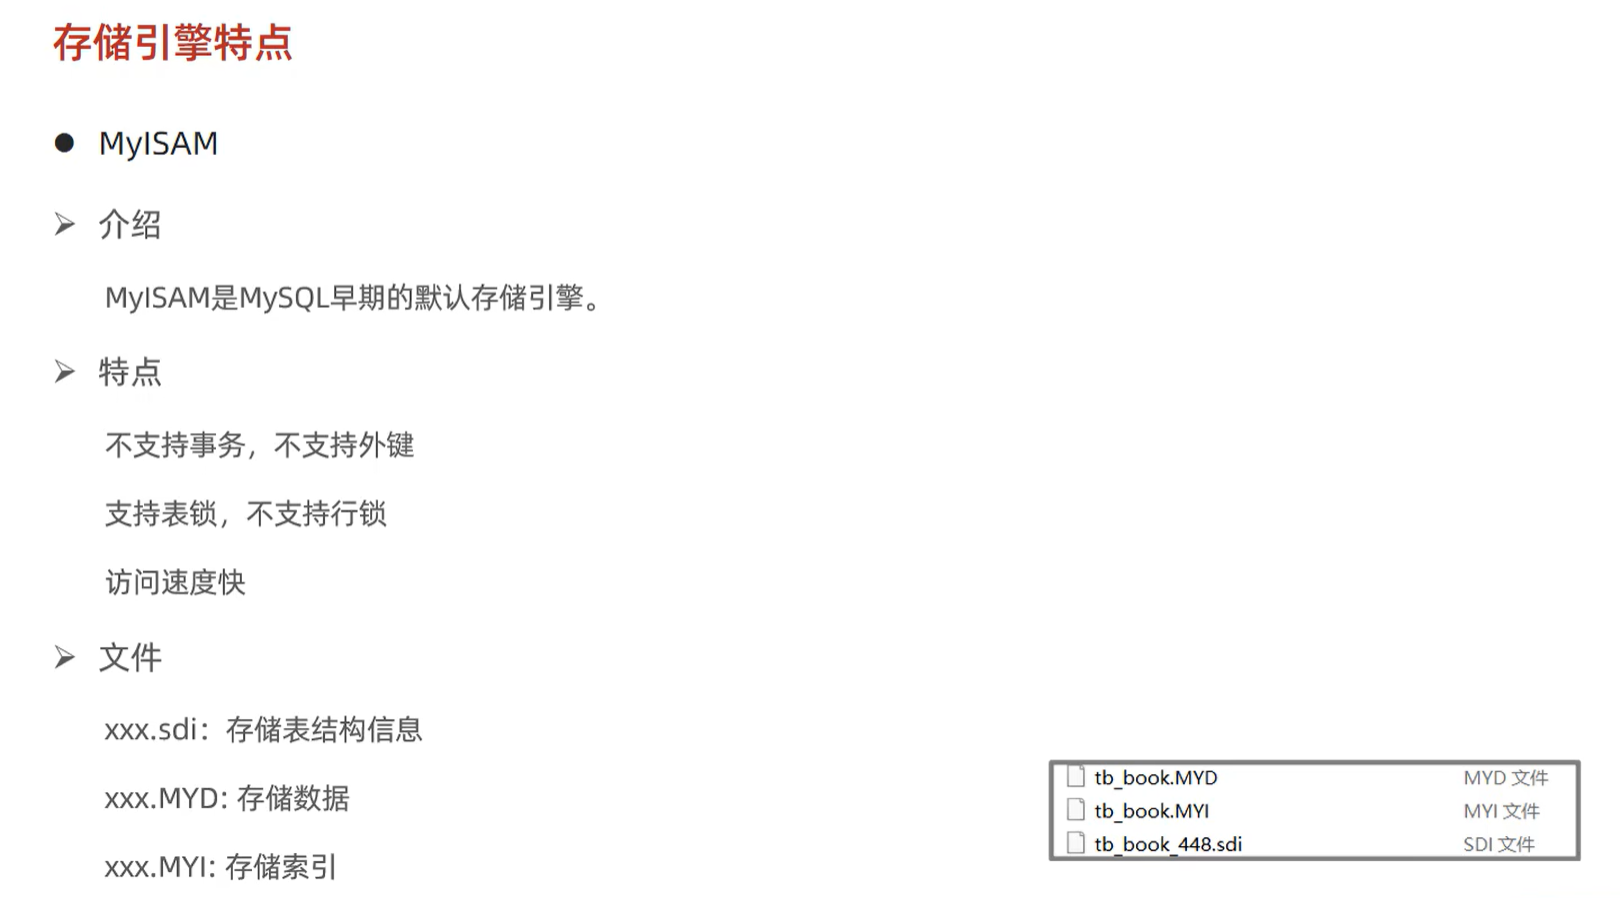 存储引擎特点
MyISAM
介绍
MyISAM是MySQL早期的默认存储引擎。
特点
不支持事务，不支持外键
支持表锁，不支持行锁
访问速度快
文件
xxx.sdi：存储表结构信息
xxx.MYD: 存储数据
xxx.MYI: 存储索引
tb_book.MYD MYD 文件
tb_book.MYI MYI 文件
tb_book_448.sdi SDI 文件